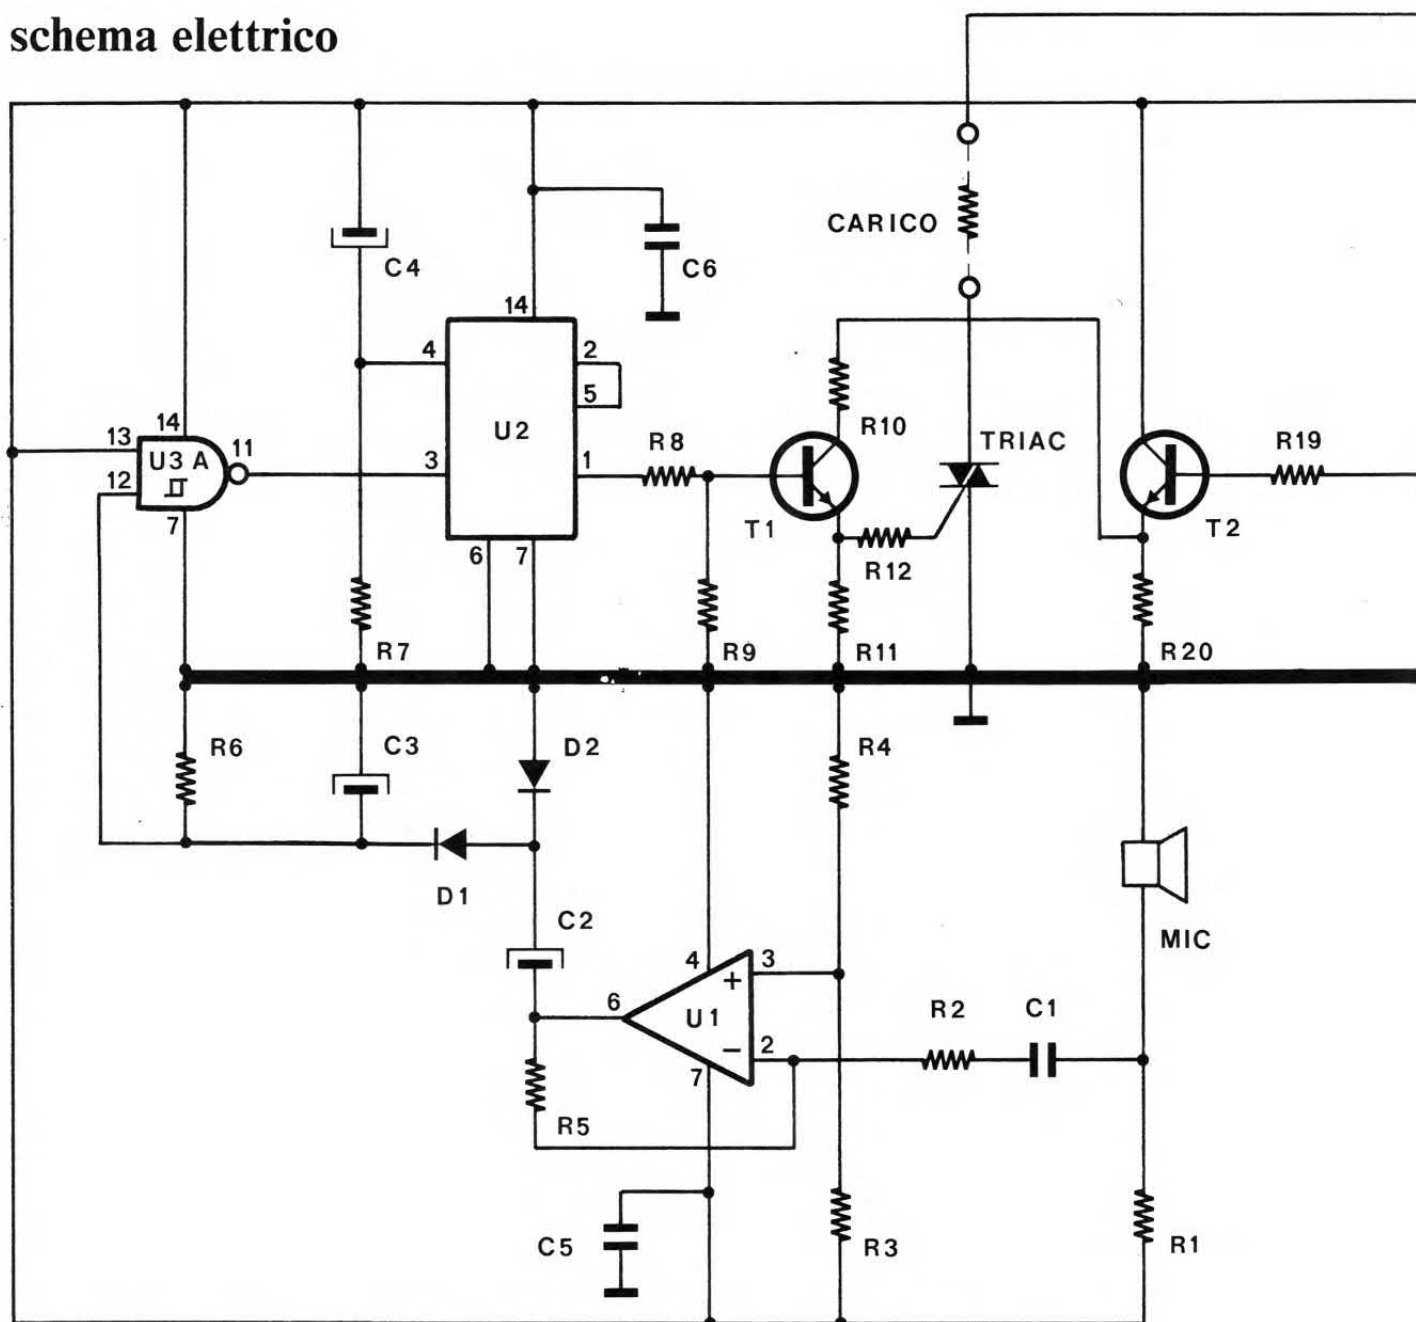 schema elettrico
CARICO
C4
C6
14
4
2
5
U2
13
14
11
U3 A
12
7
3
1
R8
R10
TRIAC
R19
T1
T2
6
7
R12
R7
R9
R11
R20
R6
C3
D2
R4
D1
C2
MIC
4
3
+
6
U1
R2
C1
−
2
7
R5
C5
R3
R1